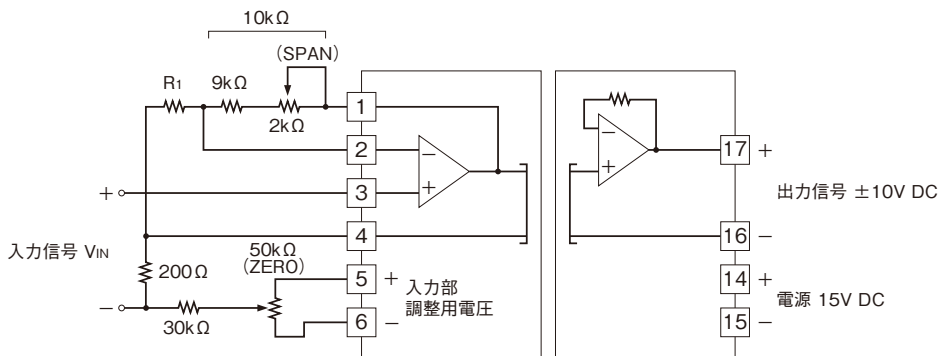 10kΩ
(SPAN)
R1
9kΩ
2kΩ
1
2
3
4
5
6
−
+
+
入力信号 VIN
−
200Ω
30kΩ
50kΩ
(ZERO)
+
−
入力部
調整用電圧
−
+
17
16
14
15
+
−
+
−
出力信号 ±10V DC
電源 15V DC